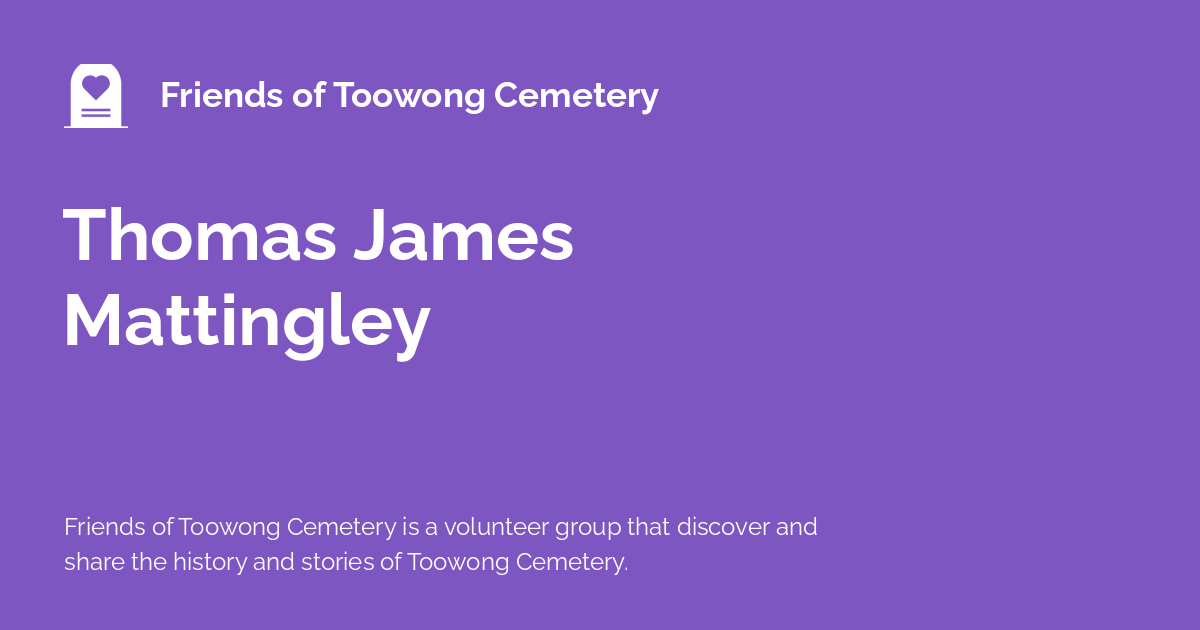 Friends of Toowong Cemetery
Thomas James
Mattingley
Friends of Toowong Cemetery is a volunteer group that discover and
share the history and stories of Toowong Cemetery.